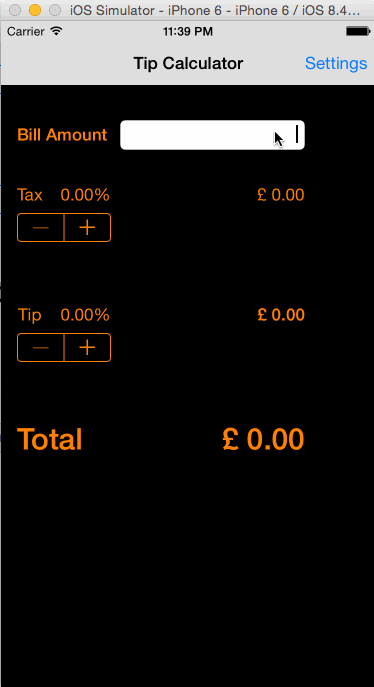 iOS Simulator - iPhone 6 - iPhone 6 / iOS 8.4...
Carrier 11:39 PM
Tip Calculator Settings
Bill Amount
Tax 0.00% £ 0.00
— +
Tip 0.00% £ 0.00
— +
Total £ 0.00